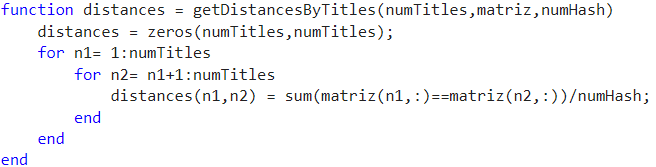 function distances = getDistancesByTitles(numTitles,matriz,numHash)
    distances = zeros(numTitles,numTitles);
    for n1= 1:numTitles
        for n2= n1+1:numTitles
            distances(n1,n2) = sum(matriz(n1,:)==matriz(n2,:))/numHash;
        end
    end
end